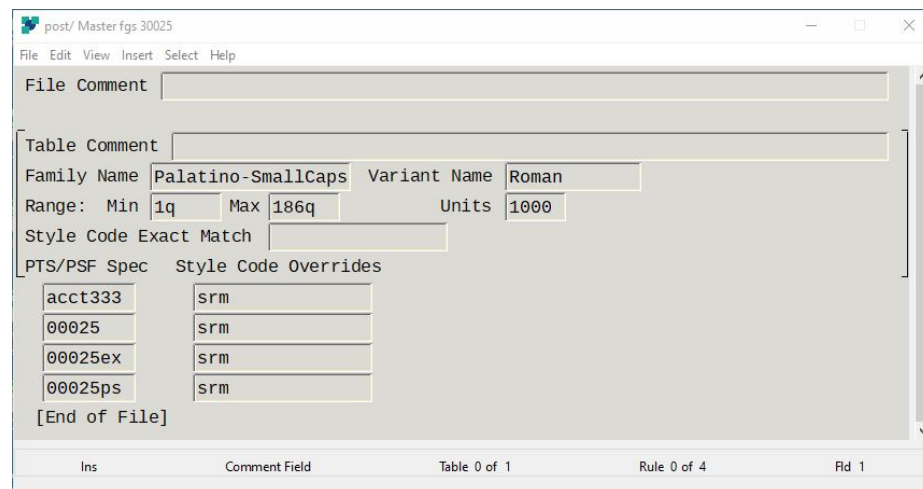 post/ Master fgs 30025
File Edit View Insert Select Help
File Comment
Table Comment
Family Name Palatino-SmallCaps Variant Name Roman
Range: Min 1q Max 186q Units 1000
Style Code Exact Match
PTS/PSF Spec Style Code Overrides
acct333 srm
00025 srm
00025ex srm
00025ps srm
[End of File]
Ins Comment Field Table 0 of 1 Rule 0 of 4 Fld 1